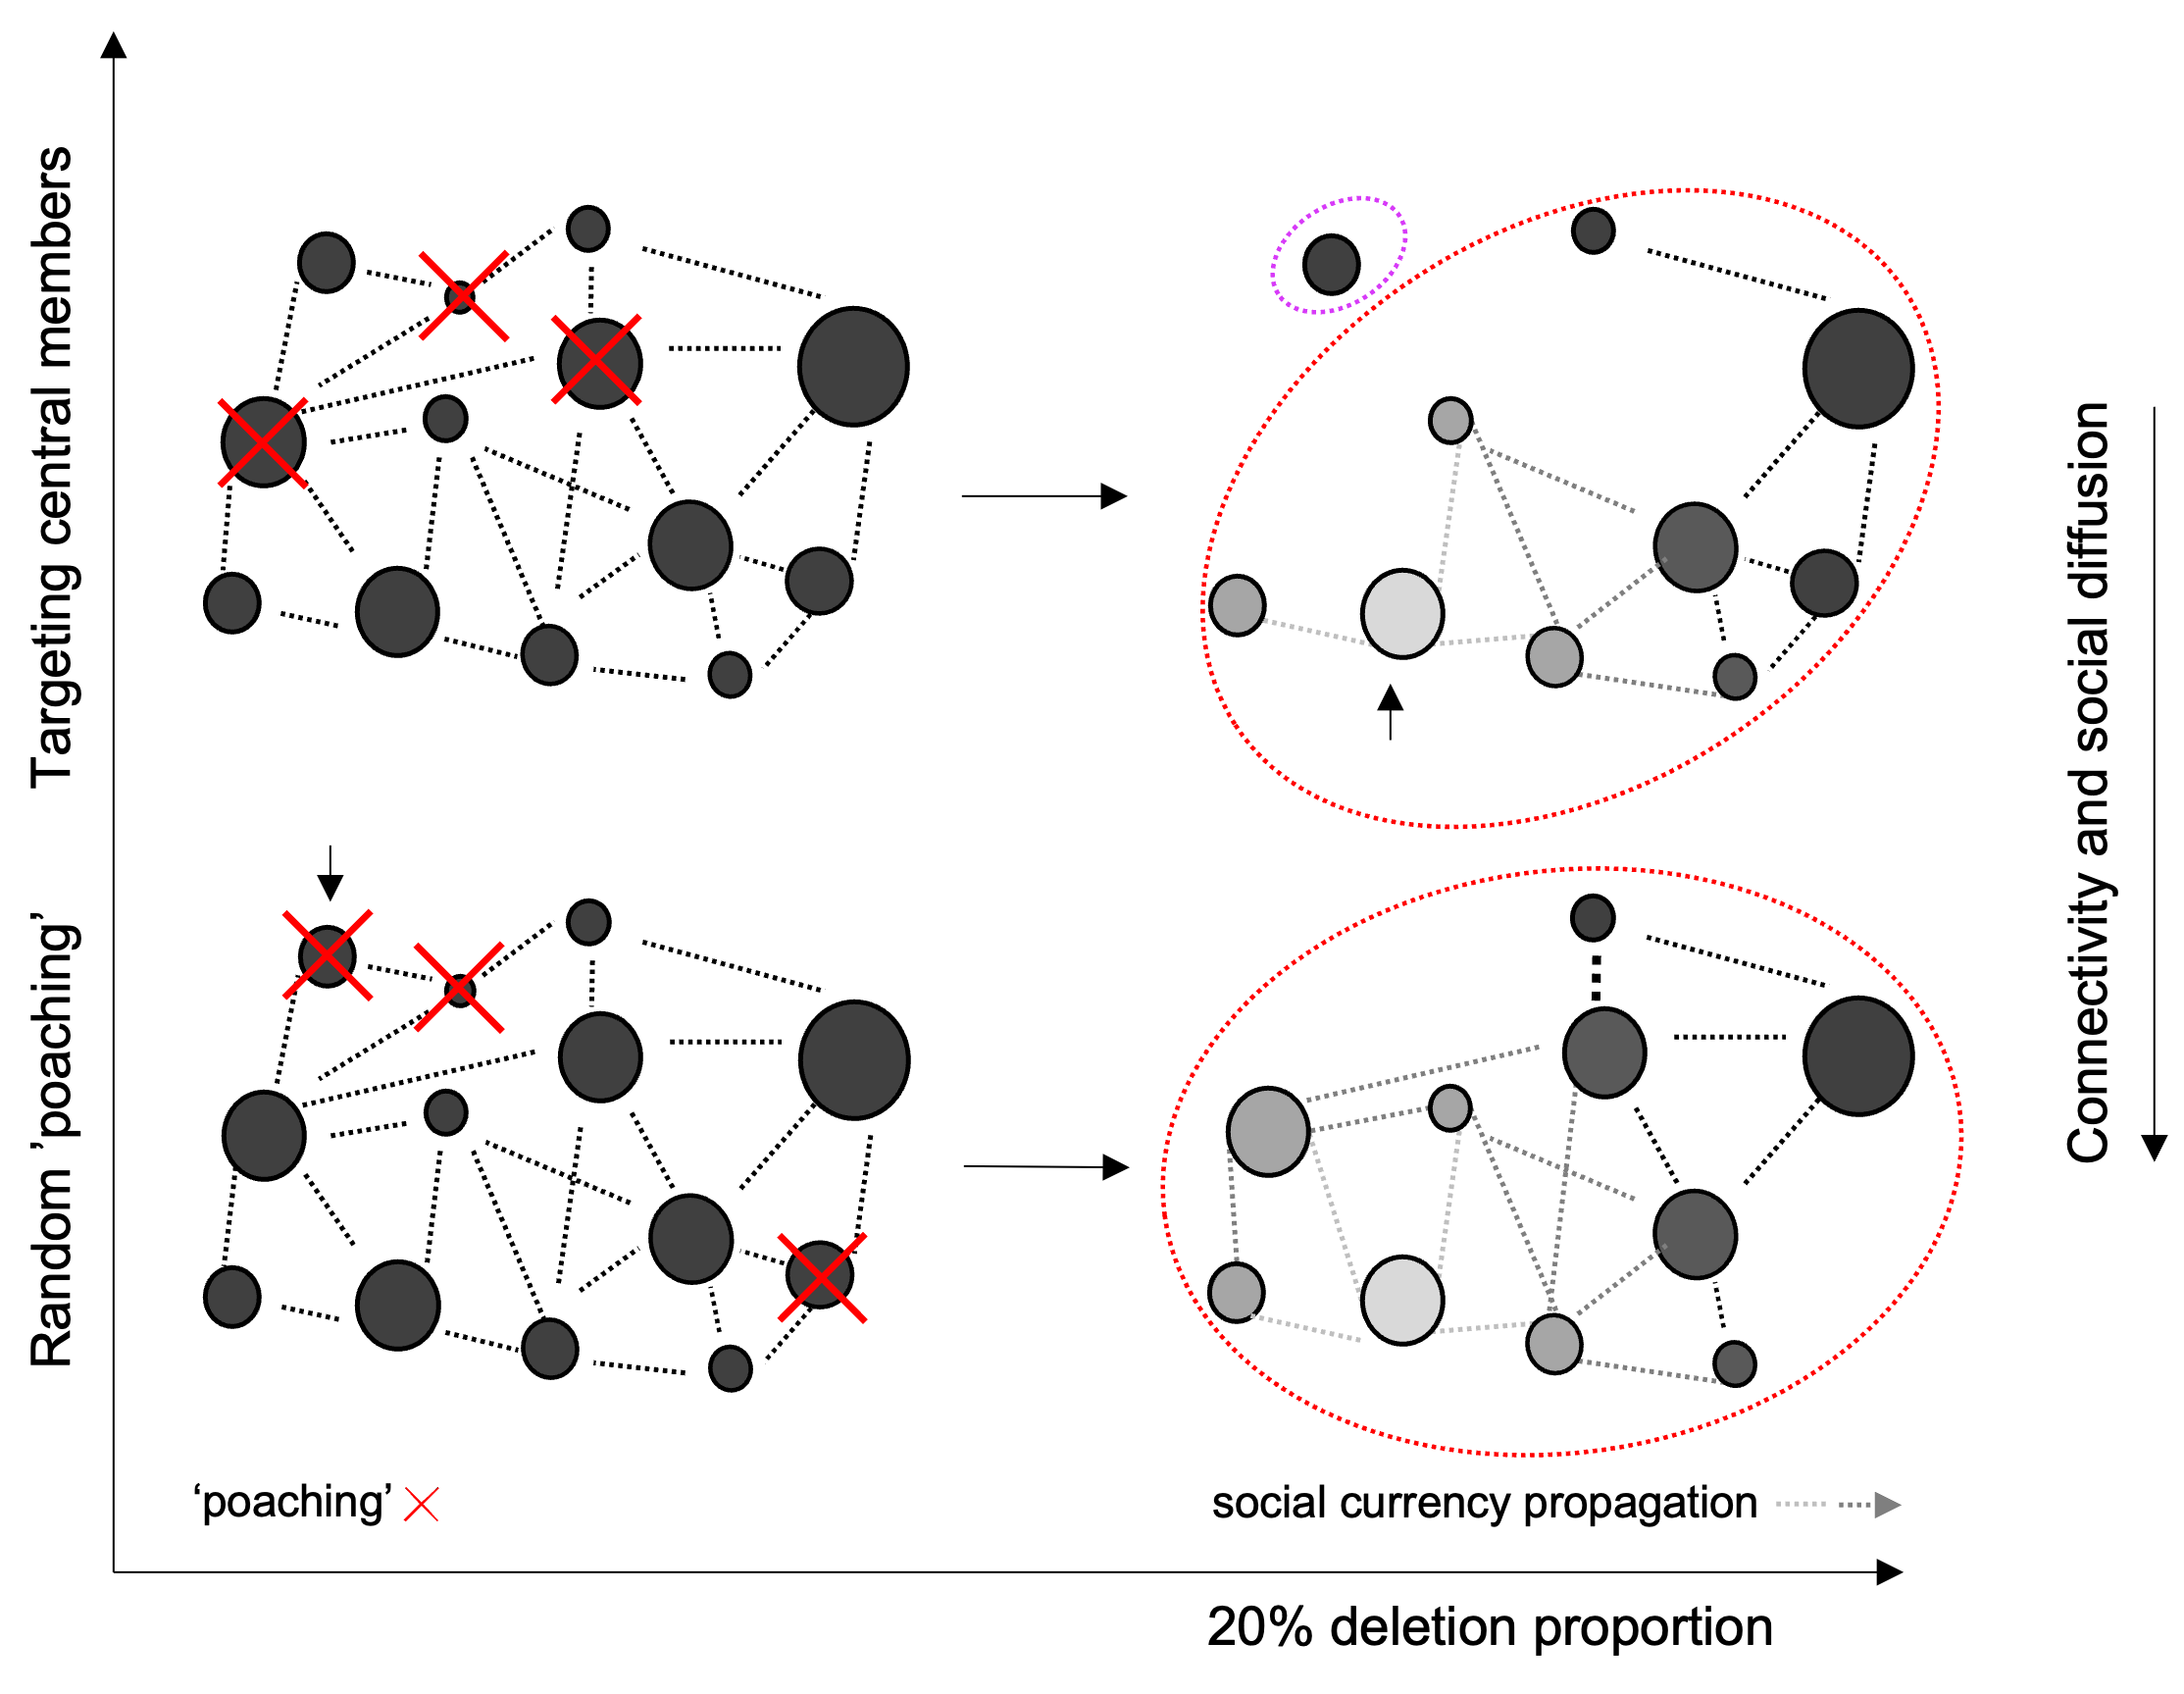 Targeting central members
Random ’poaching’
Connectivity and social diffusion
‘poaching’
social currency propagation
20% deletion proportion